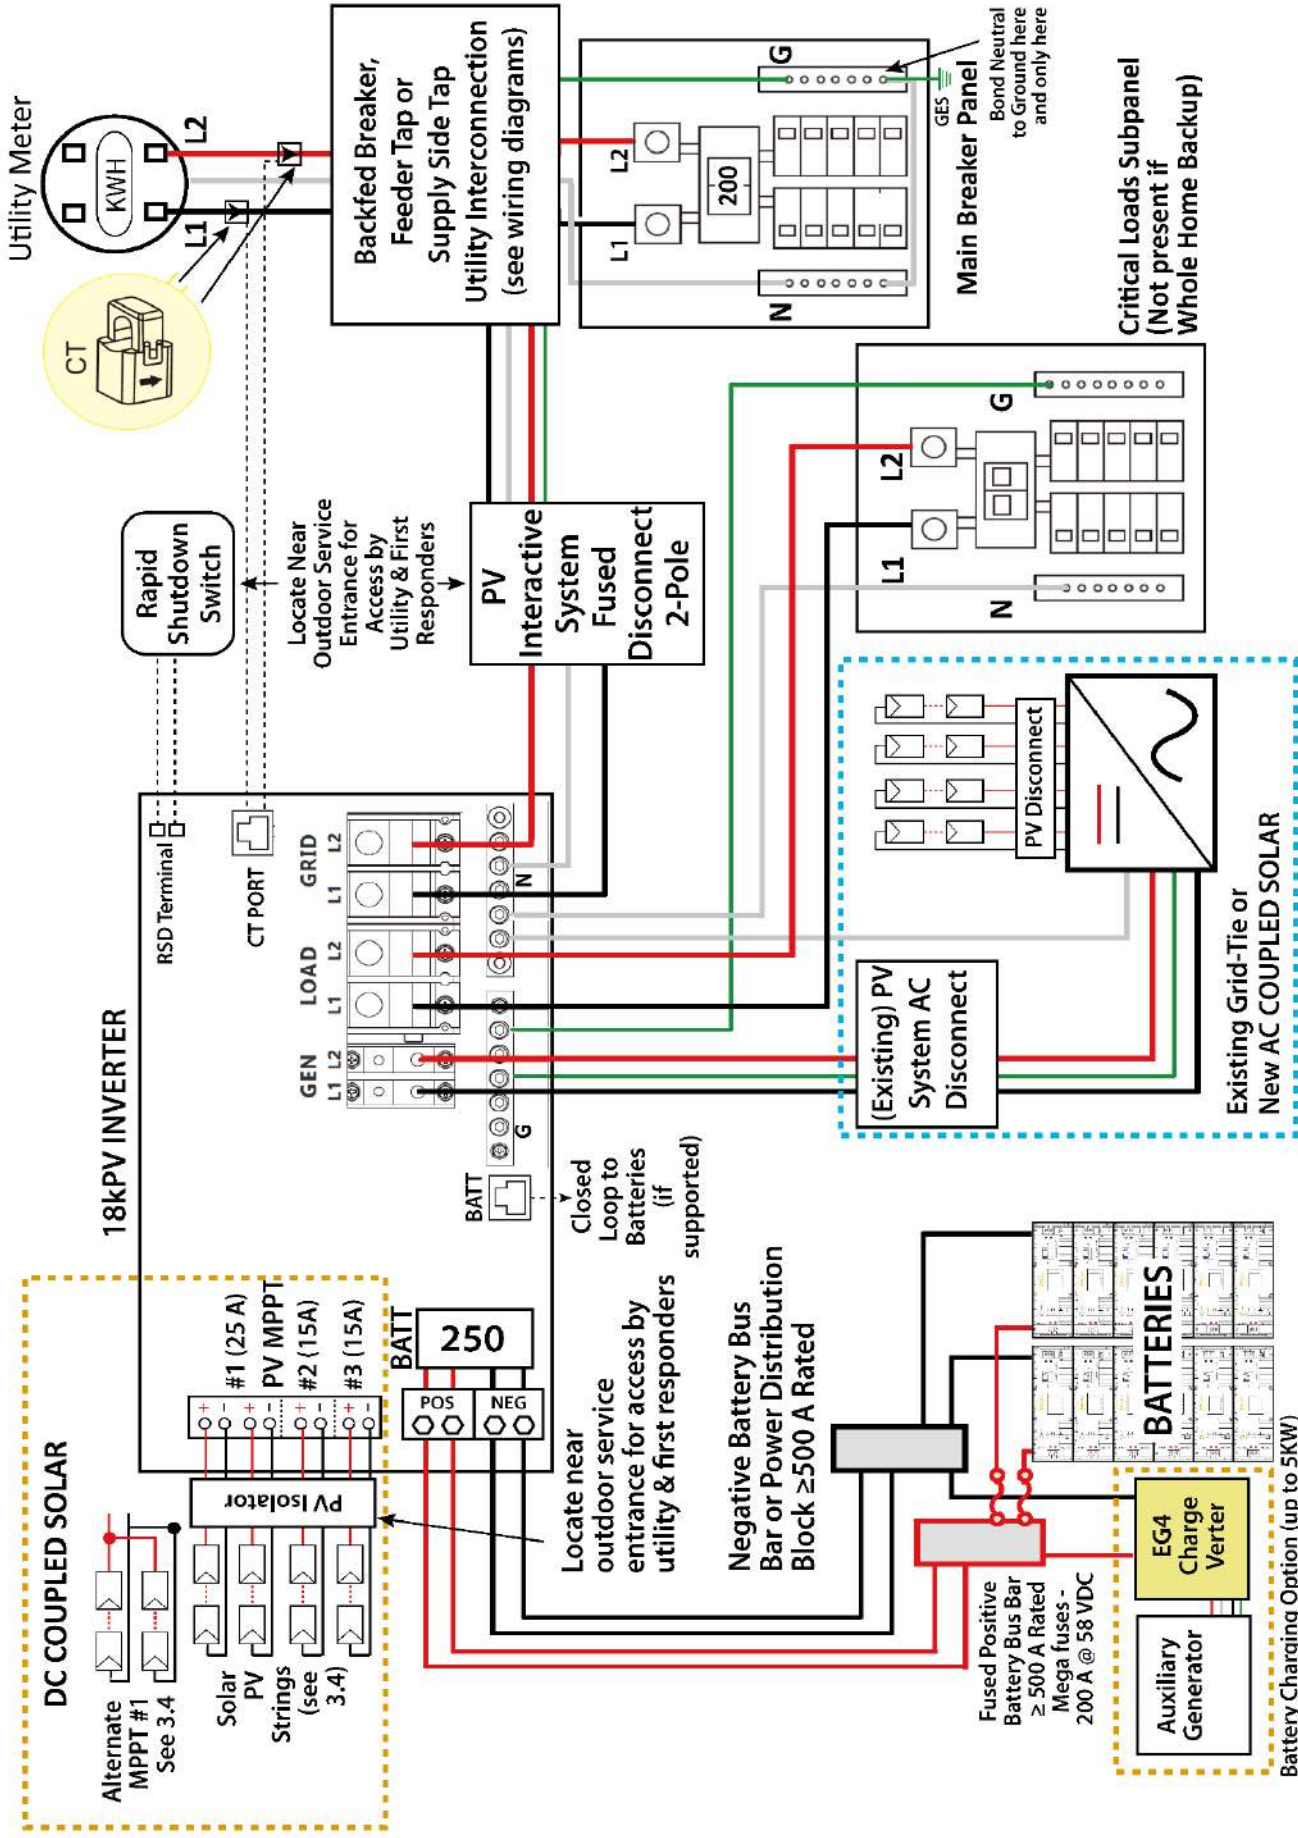 DC COUPLED SOLAR
Alternate
MPPT #1
See 3.4
Solar
PV
Strings
(see
3.4)
PV Isolator
+
-
+
-
+
-
+
-
#1 (25 A)
PV MPPT
#2 (15A)
#3 (15A)
18kPV INVERTER
BATT
250
POS
NEG
Locate near
outdoor service
entrance for access by
utility & first responders
BATT
Closed
Loop to
Batteries
(if
supported)
RSD Terminal
CT PORT
GEN
L1 L2
LOAD
L1 L2
GRID
L1 L2
G
N
Rapid
Shutdown
Switch
Locate Near
Outdoor Service
Entrance for
Access by
Utility & First
Responders
PV
Interactive
System
Fused
Disconnect
2-Pole
Utility Meter
KWH
L1
L2
CT
Backfed Breaker,
Feeder Tap or
Supply Side Tap
Utility Interconnection
(see wiring diagrams)
N
L1
L2
G
200
GES
Bond Neutral
to Ground here
and only here
Main Breaker Panel
Critical Loads Subpanel
(Not present if
Whole Home Backup)
N
L1
L2
G
PV Disconnect
(Existing) PV
System AC
Disconnect
Existing Grid-Tie or
New AC COUPLED SOLAR
Negative Battery Bus
Bar or Power Distribution
Block ≥500 A Rated
Fused Positive
Battery Bus Bar
≥ 500 A Rated
Mega fuses -
200 A @ 58 VDC
BATTERIES
Auxiliary
Generator
EG4
Charge
Verter
Battery Charging Option (up to 5KW)